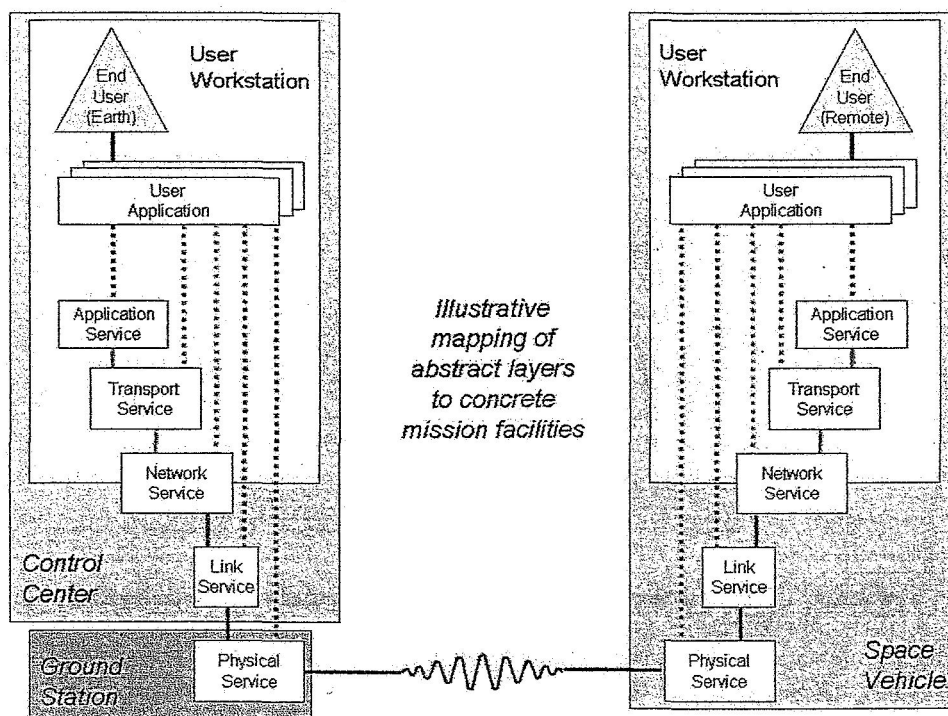 End
User
(Earth)
User
Workstation
User
Application
Application
Service
Transport
Service
Network
Service
Link
Service
Control
Center
Ground
Station
Physical
Service
Illustrative
mapping of
abstract layers
to concrete
mission facilities
User
Workstation
End
User
(Remote)
User
Application
Application
Service
Transport
Service
Network
Service
Link
Service
Physical
Service
Space
Vehicle